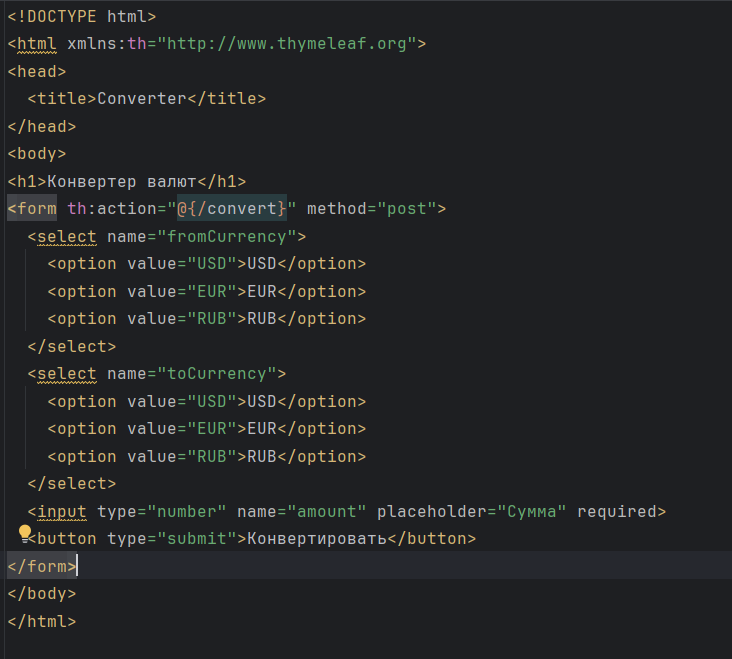 <!DOCTYPE html>
<html xmlns:th="http://www.thymeleaf.org">
<head>
  <title>Converter</title>
</head>
<body>
<h1>Конвертер валют</h1>
<form th:action="@{/convert}" method="post">
  <select name="fromCurrency">
    <option value="USD">USD</option>
    <option value="EUR">EUR</option>
    <option value="RUB">RUB</option>
  </select>
  <select name="toCurrency">
    <option value="USD">USD</option>
    <option value="EUR">EUR</option>
    <option value="RUB">RUB</option>
  </select>
  <input type="number" name="amount" placeholder="Сумма" required>
  <button type="submit">Конвертировать</button>
</form>
</body>
</html>